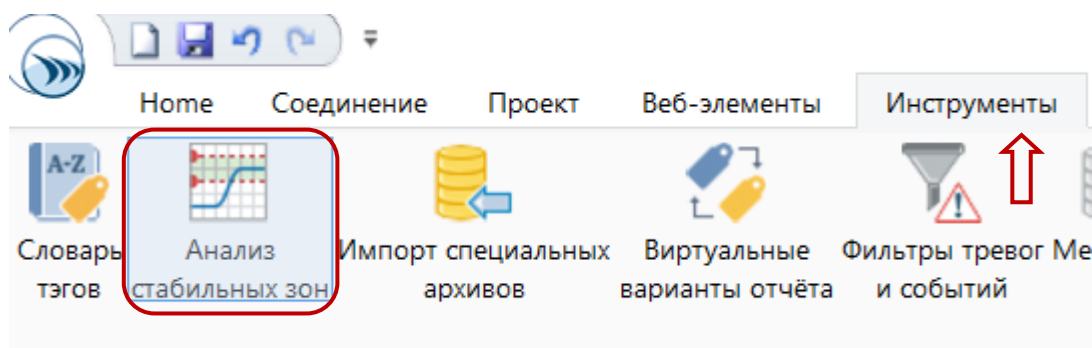 Home Соединение Проект Веб-элементы Инструменты
A-Z
Словарь Анализ Импорт специальных Виртуальные Фильтры тревог Ме
тэгов стабильных зон архивов варианты отчёта и событий